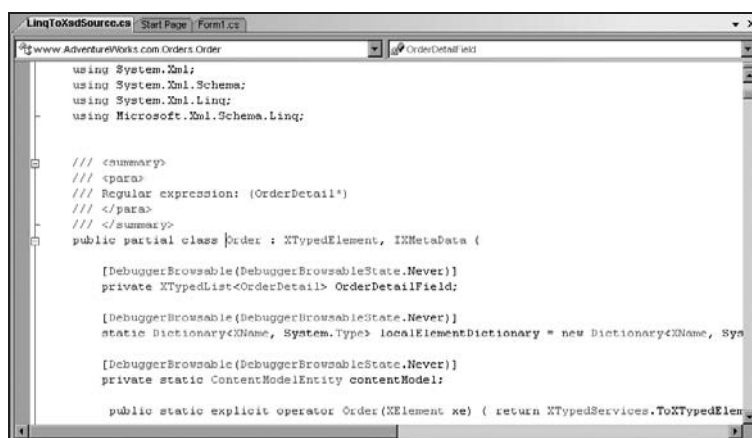 LinqToXsdSource.cs Start Page Form1.cs
www.AdventureWorks.com.Orders.Order OrderDetailField
using System.Xml;
using System.Xml.Schema;
using System.Xml.Linq;
using Microsoft.Xml.Schema.Linq;
/// <summary>
/// <para>
/// Regular expression: (OrderDetail*)
/// </para>
/// </summary>
public partial class Order : XTypedElement, IXMetaData {
[DebuggerBrowsable(DebuggerBrowsableState.Never)]
private XTypedList<OrderDetail> OrderDetailField;
[DebuggerBrowsable(DebuggerBrowsableState.Never)]
static Dictionary<XName, System.Type> localElementDictionary = new Dictionary<XName, Sys
[DebuggerBrowsable(DebuggerBrowsableState.Never)]
private static ContentModelEntity contentModel;
public static explicit operator Order(XElement xe) { return XTypedServices.ToXTypedElem